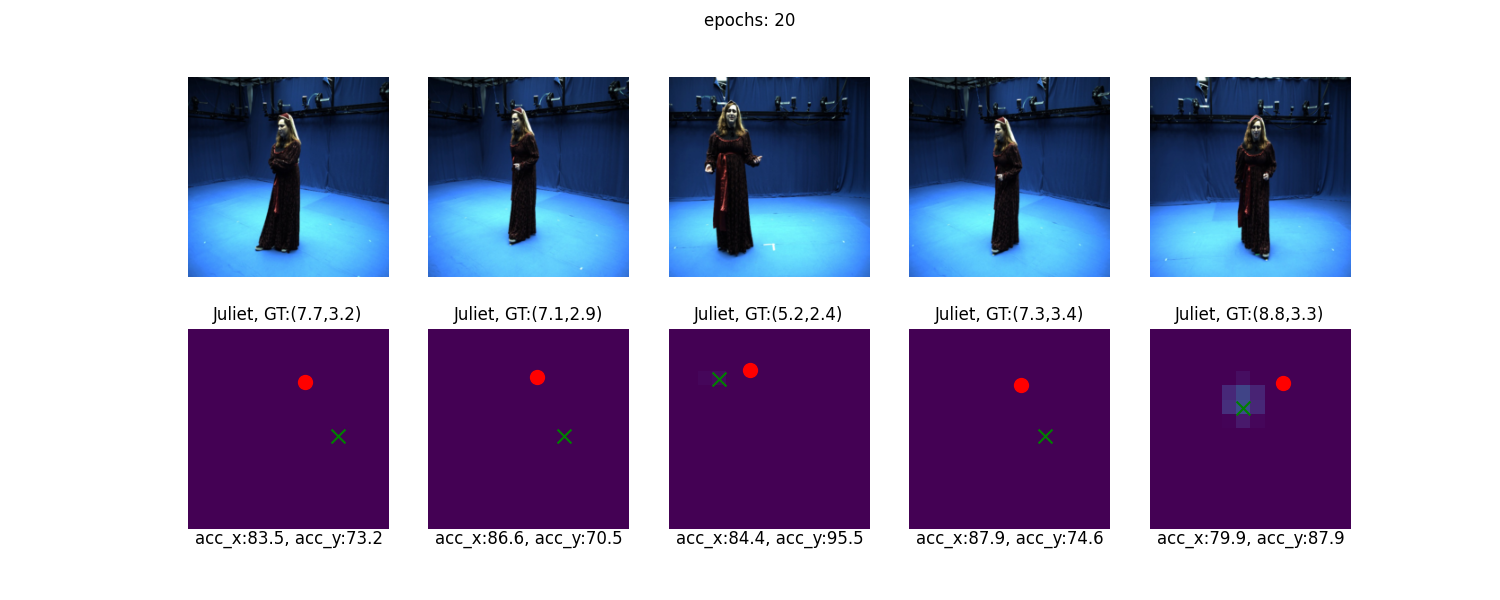 epochs: 20
Juliet, GT:(7.7,3.2)
Juliet, GT:(7.1,2.9)
Juliet, GT:(5.2,2.4)
Juliet, GT:(7.3,3.4)
Juliet, GT:(8.8,3.3)
acc_x:83.5, acc_y:73.2
acc_x:86.6, acc_y:70.5
acc_x:84.4, acc_y:95.5
acc_x:87.9, acc_y:74.6
acc_x:79.9, acc_y:87.9